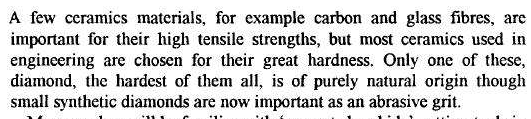 A few ceramics materials, for example carbon and glass fibres, are
important for their high tensile strengths, but most ceramics used in
engineering are chosen for their great hardness. Only one of these,
diamond, the hardest of them all, is of purely natural origin though
small synthetic diamonds are now important as an abrasive grit.